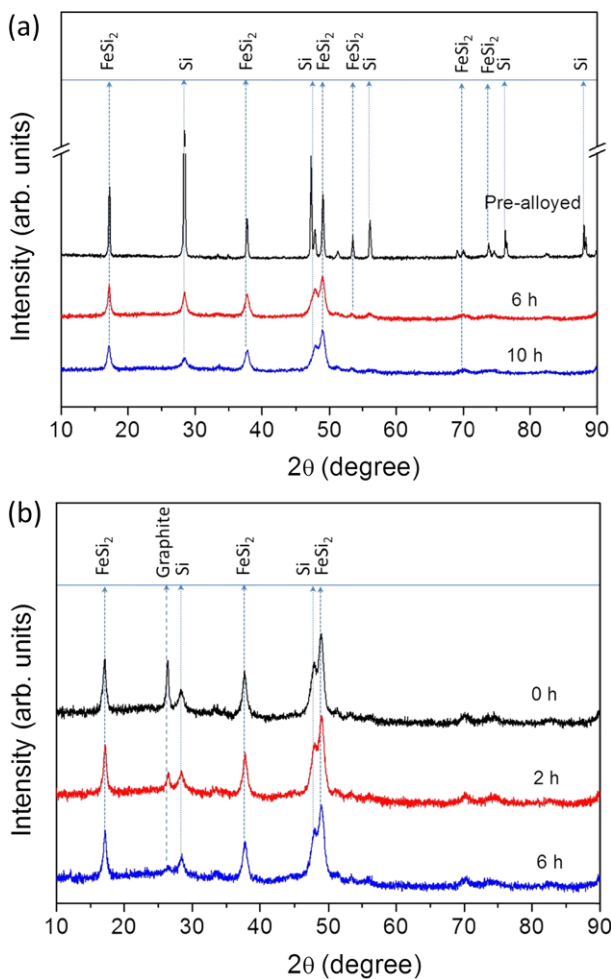 (a)
FeSi₂ Si FeSi₂ Si FeSi₂ FeSi₂ Si FeSi₂ FeSi₂ Si Si
Intensity (arb. units)
Pre-alloyed
6 h
10 h
10 20 30 40 50 60 70 80 90
2θ (degree)
(b)
FeSi₂ Graphite Si FeSi₂ Si FeSi₂
Intensity (arb. units)
0 h
2 h
6 h
10 20 30 40 50 60 70 80 90
2θ (degree)